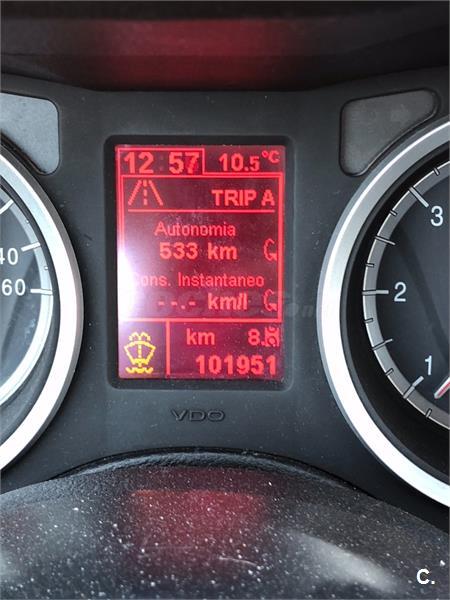 12 57 10.5°C
TRIP A
Autonomia
533 km
Cons. Instantaneo
--.- km/l
km
101951
VDO
40
60
3
2
1
C.